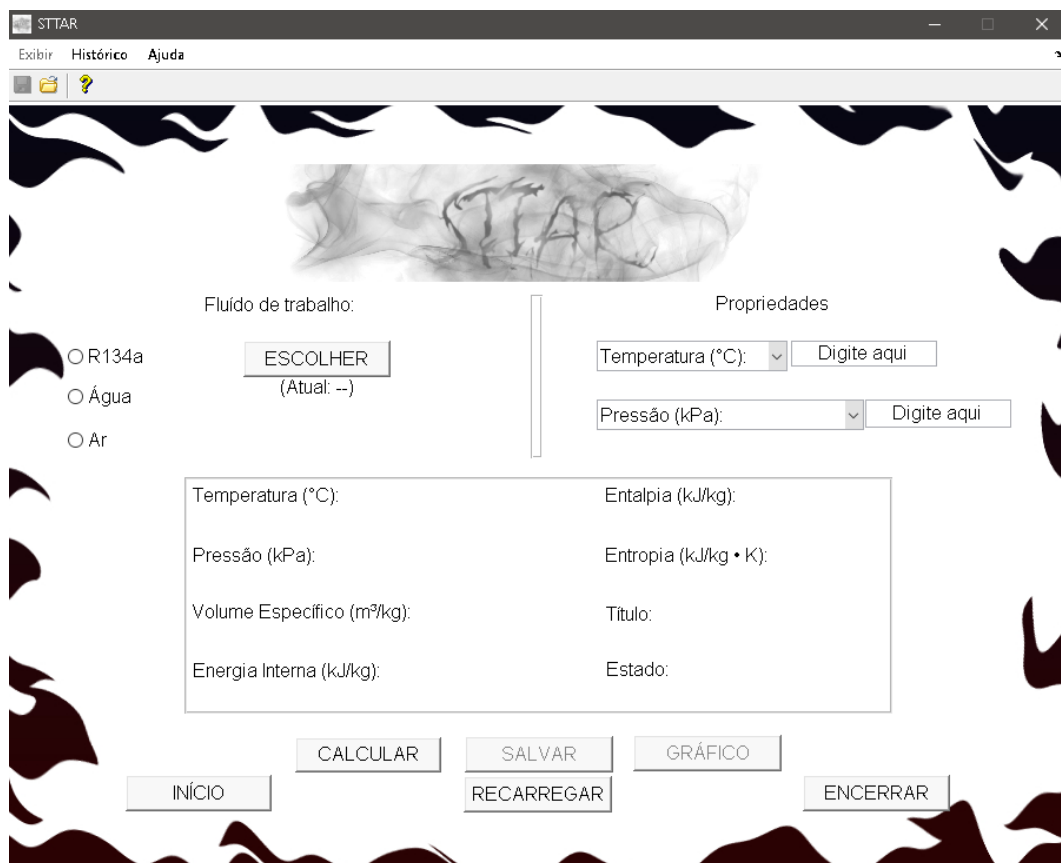 STTAR
Exibir Histórico Ajuda
STTAR
Fluído de trabalho:
Propriedades
R134a
ESCOLHER
(Atual: --)
Água
Ar
Temperatura (°C): Digite aqui
Pressão (kPa): Digite aqui
Temperatura (°C): Entalpia (kJ/kg):
Pressão (kPa): Entropia (kJ/kg • K):
Volume Específico (m³/kg): Título:
Energia Interna (kJ/kg): Estado:
CALCULAR SALVAR GRÁFICO
INÍCIO RECARREGAR ENCERRAR